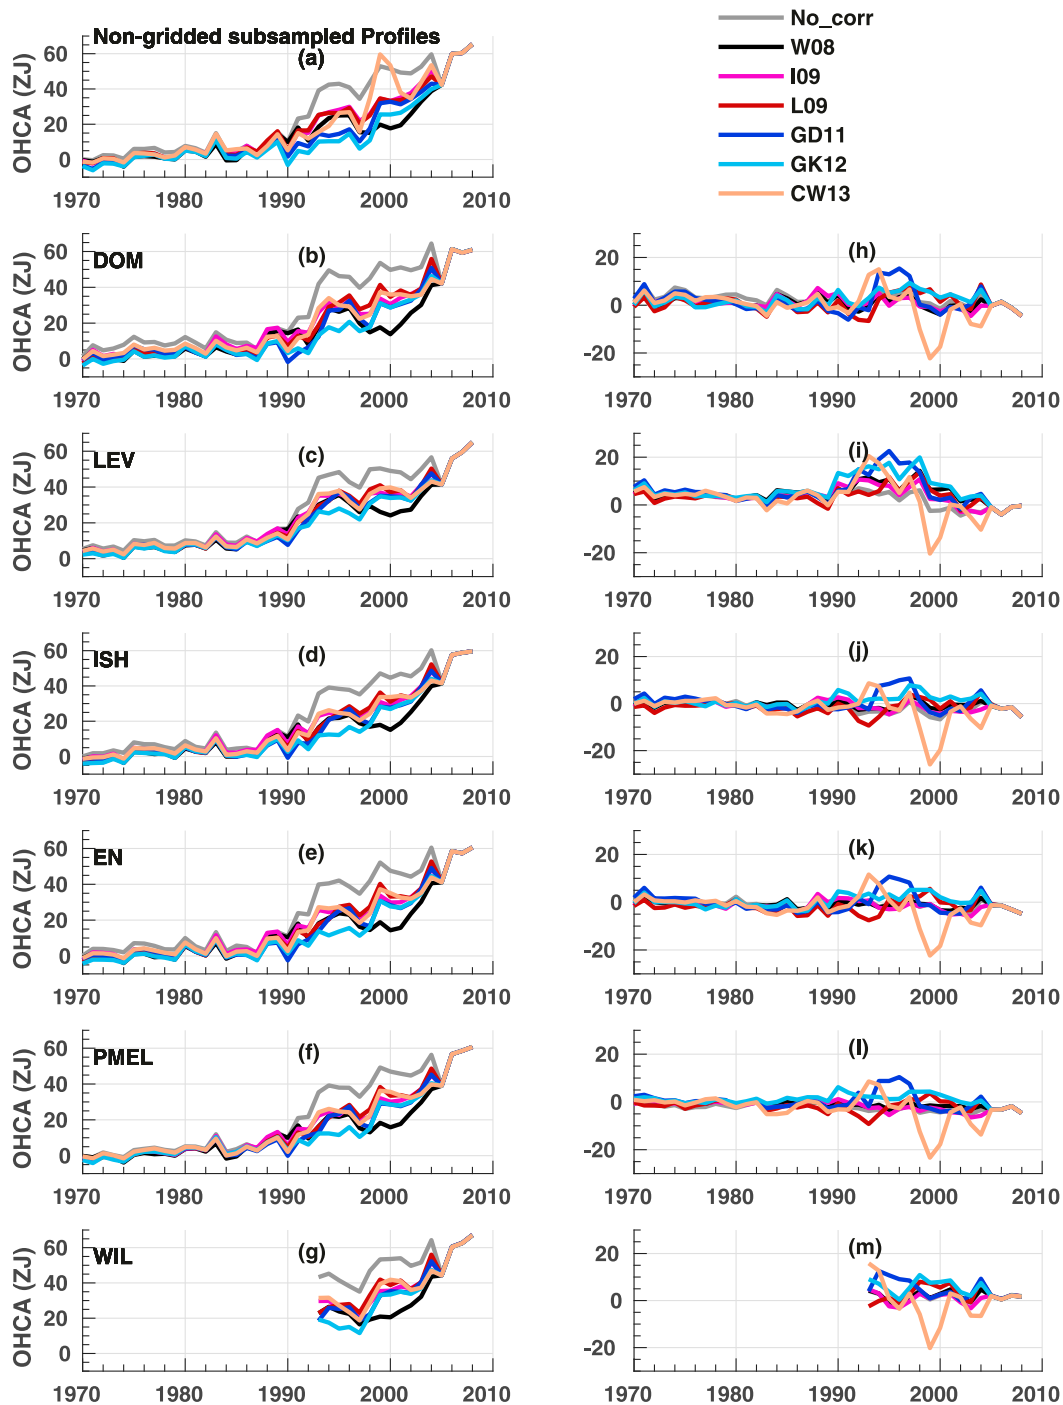 No_corr
W08
I09
L09
GD11
GK12
CW13
Non-gridded subsampled Profiles
(a)
OHCA (ZJ)
60
40
20
0
1970 1980 1990 2000 2010
DOM
(b)
OHCA (ZJ)
60
40
20
0
1970 1980 1990 2000 2010
(h)
20
0
-20
1970 1980 1990 2000 2010
LEV
(c)
OHCA (ZJ)
60
40
20
0
1970 1980 1990 2000 2010
(i)
20
0
-20
1970 1980 1990 2000 2010
ISH
(d)
OHCA (ZJ)
60
40
20
0
1970 1980 1990 2000 2010
(j)
20
0
-20
1970 1980 1990 2000 2010
EN
(e)
OHCA (ZJ)
60
40
20
0
1970 1980 1990 2000 2010
(k)
20
0
-20
1970 1980 1990 2000 2010
PMEL
(f)
OHCA (ZJ)
60
40
20
0
1970 1980 1990 2000 2010
(l)
20
0
-20
1970 1980 1990 2000 2010
WIL
(g)
OHCA (ZJ)
60
40
20
0
1970 1980 1990 2000 2010
(m)
20
0
-20
1970 1980 1990 2000 2010